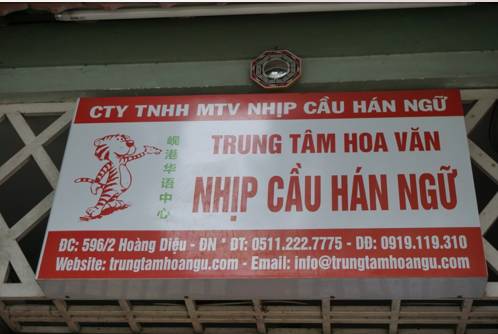 CTY TNHH MTV NHỊP CẦU HÁN NGỮ
岘港华语中心
TRUNG TÂM HOA VĂN
NHỊP CẦU HÁN NGỮ
ĐC: 596/2 Hoàng Diệu - ĐN * ĐT: 0511.222.7775 - DĐ: 0919.119.310
Website: trungtamhoangu.com - Email: info@trungtamhoangu.com